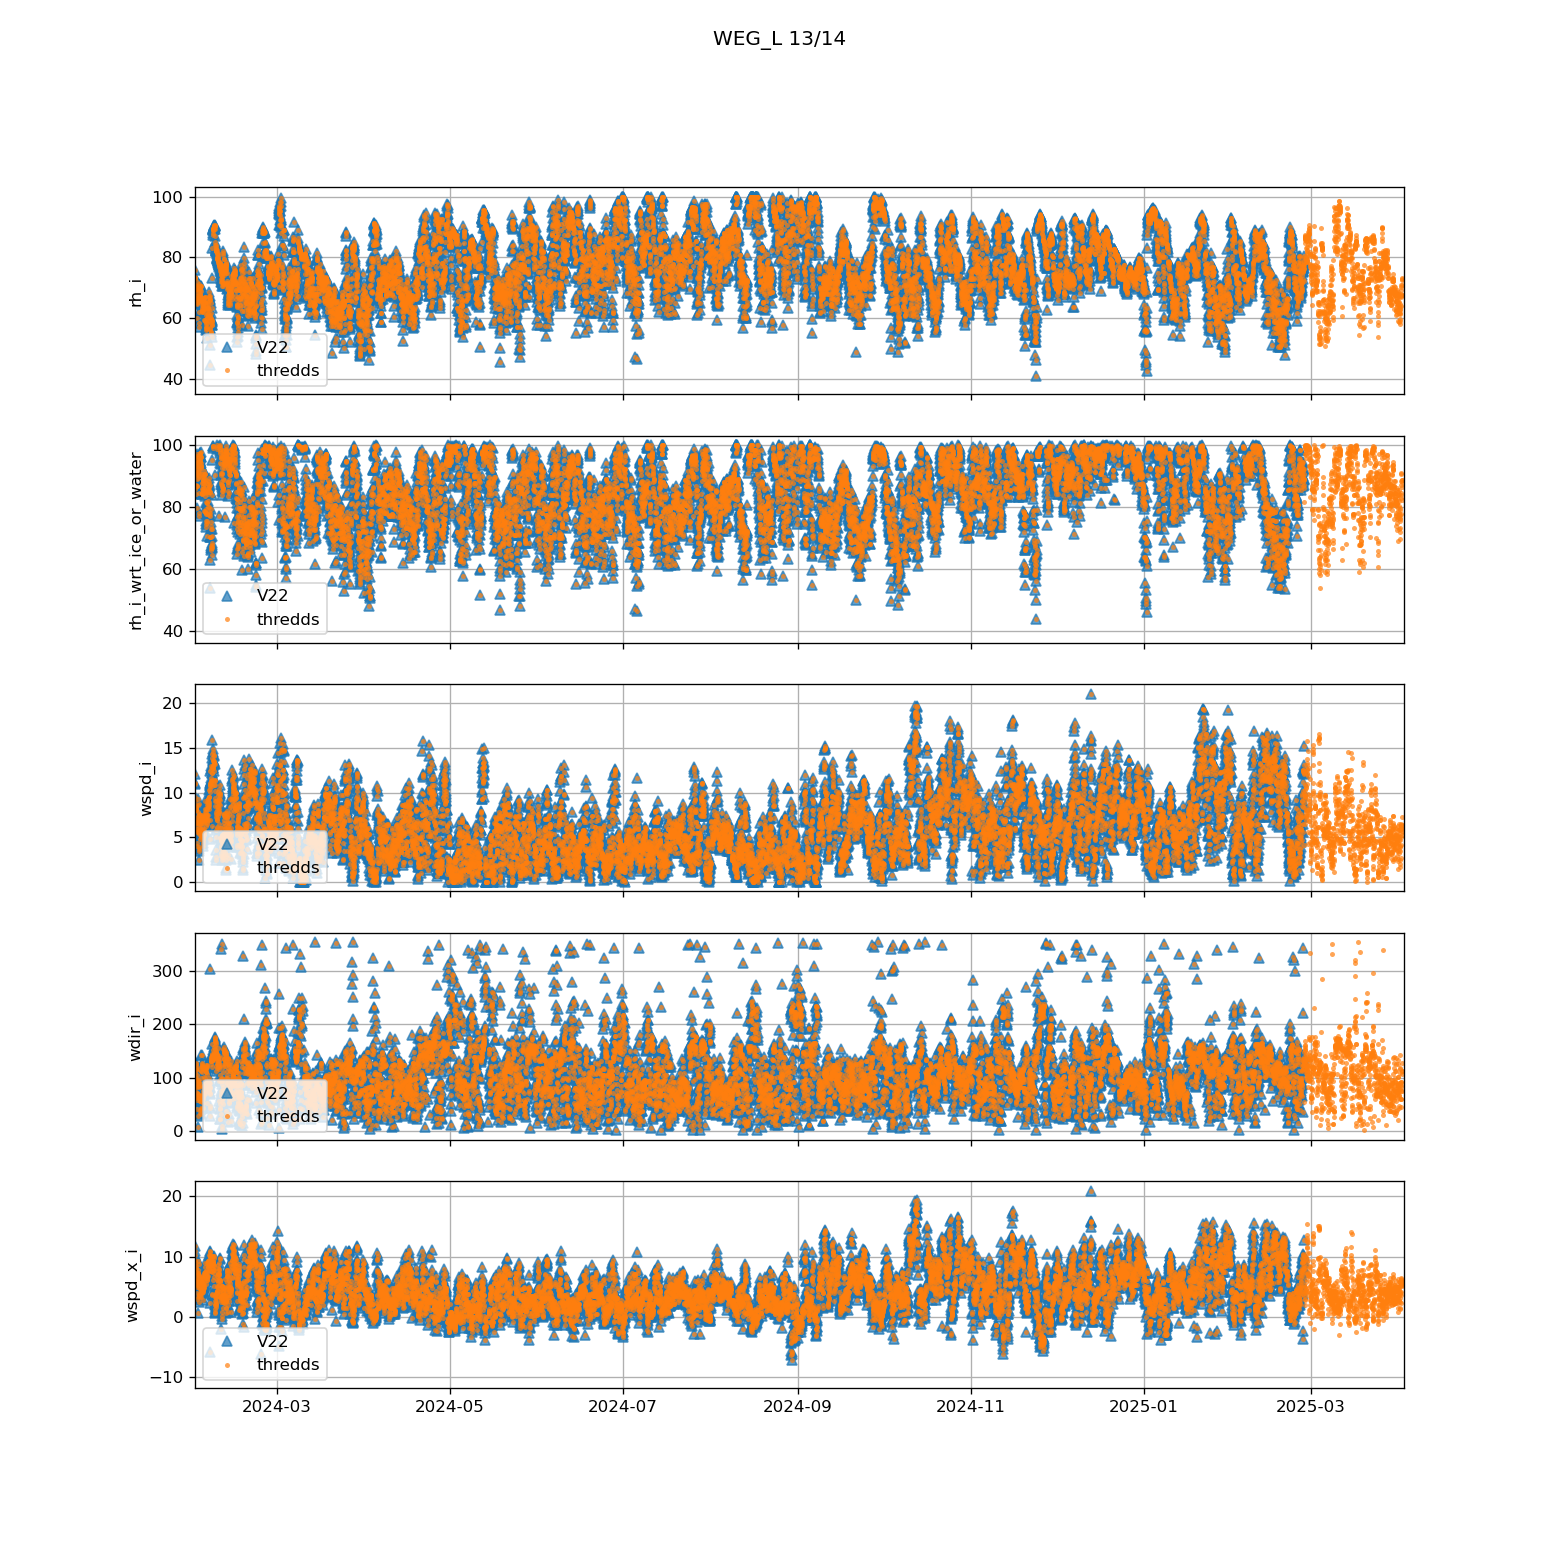 WEG_L 13/14
100
80
60
40
rh_i
V22
thredds
100
80
60
40
rh_i_wrt_ice_or_water
V22
thredds
20
15
10
5
0
wspd_i
V22
thredds
300
200
100
0
wdir_i
V22
thredds
20
10
0
−10
wspd_x_i
V22
thredds
2024-03 2024-05 2024-07 2024-09 2024-11 2025-01 2025-03